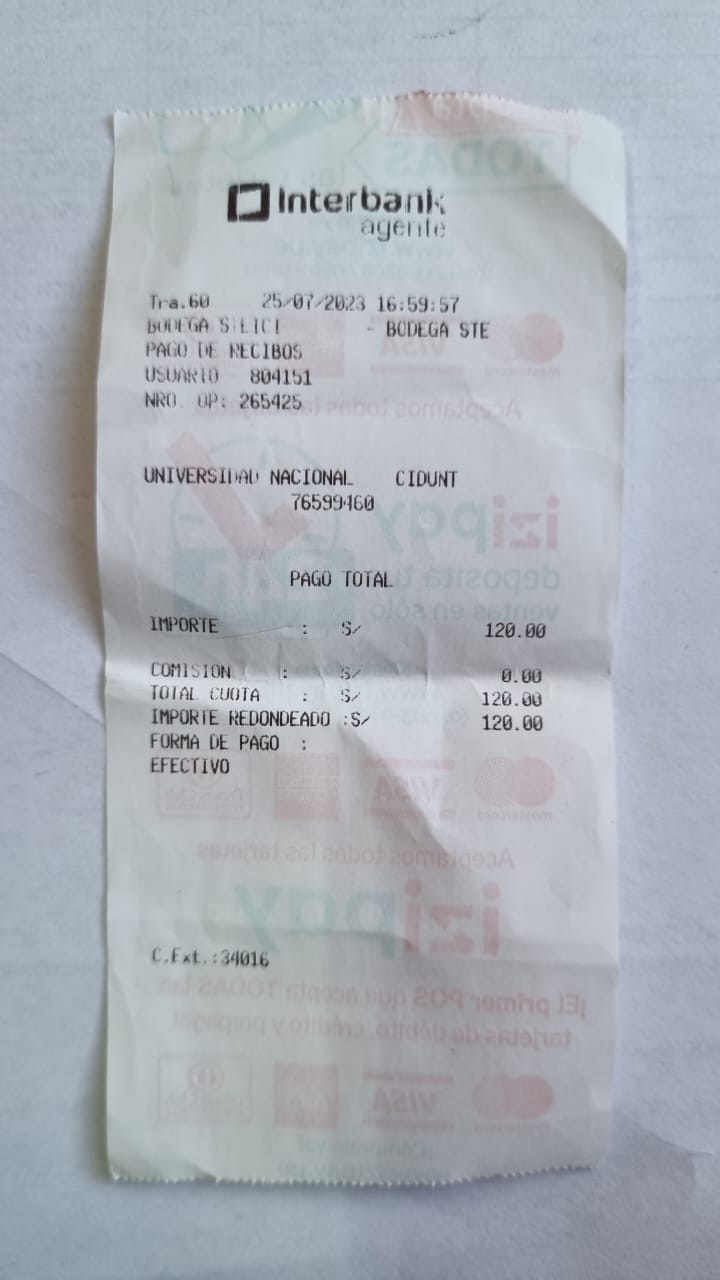 Interbank
agente
Tra.60 25/07/2023 16:59:57
BODEGA - BODEGA STE
PAGO DE RECIBOS
USUARIO 804151
NRO. OP: 265425
UNIVERSIDAD NACIONAL CIDUNT
76599460
PAGO TOTAL
IMPORTE : S/ 120.00
COMISION : S/ 0.00
TOTAL CUOTA : S/ 120.00
IMPORTE REDONDEADO :S/ 120.00
FORMA DE PAGO :
EFECTIVO
C.Ext.:34016